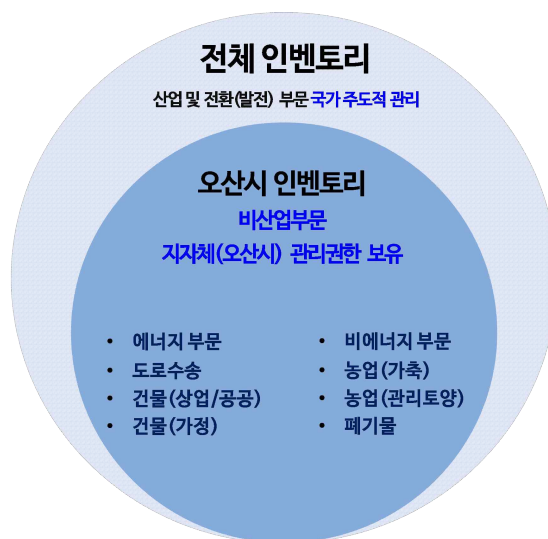 전체 인벤토리
산업 및 전환(발전) 부문 국가 주도적 관리
오산시 인벤토리
비산업부문
지자체(오산시) 관리권한 보유
• 에너지 부문
• 도로수송
• 건물(상업/공공)
• 건물(가정)
• 비에너지 부문
• 농업(가축)
• 농업(관리토양)
• 폐기물